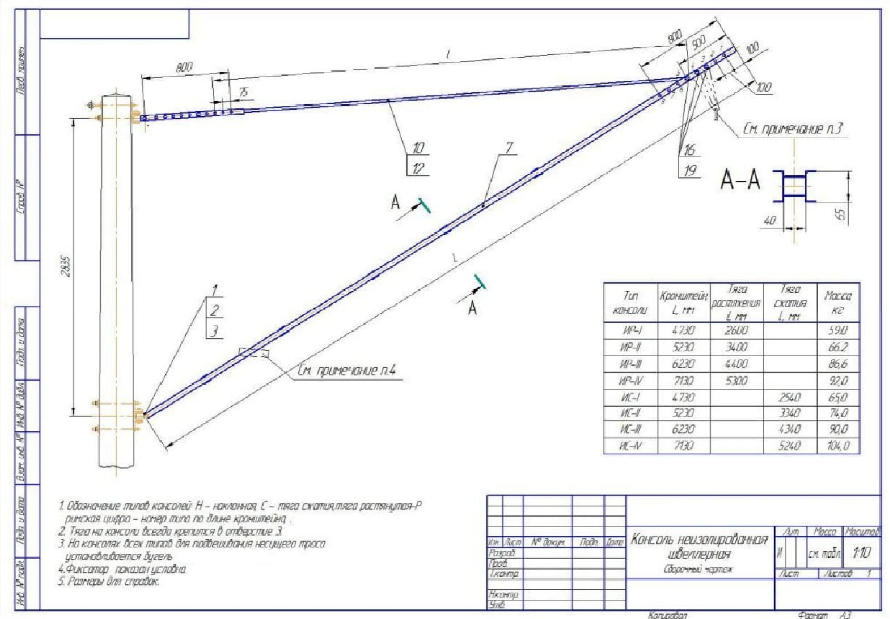 Перв. примен.
Справ. №
Подп. и дата
Инв. № дубл.
Взам. инв. №
Подп. и дата
Инв. № подл.
800
75
l
800
500
100
100
См. примечание п.3
10
12
7
16
19
А-А
40
65
А
А
L
2835
1
2
3
См. примечание п.4
Тип консоли Кронштейн, L, мм Тяга растяжения l, мм Тяга сжатия l, мм Масса, кг
ИР-I 4730 2600 59,0
ИР-II 5230 3400 66,2
ИР-III 6230 4400 86,6
ИР-IV 7130 5300 92,0
ИС-I 4730 2540 65,0
ИС-II 5230 3340 74,0
ИС-III 6230 4340 90,0
ИС-IV 7130 5240 104,0
1. Обозначение типов консолей: Н – наклонная, С – тяга сжатия, тяга растянутая-Р
римская цифра – номер типа по длине кронштейна.
2. Тяга на консоли всегда крепится в отверстие 3.
3. На консолях всех типов для подвешивания несущего троса
устанавливается бугель
4. Фиксатор показан условно.
5. Размеры для справок.
Изм. Лист № докум. Подп. Дата
Разраб.
Пров.
Т.контр.
Н.контр.
Утв.
Консоль неизолированная
швеллерная
Сборочный чертеж
Лит. Масса Масштаб
И см. табл. 1:10
Лист Листов 1
Копировал Формат А3